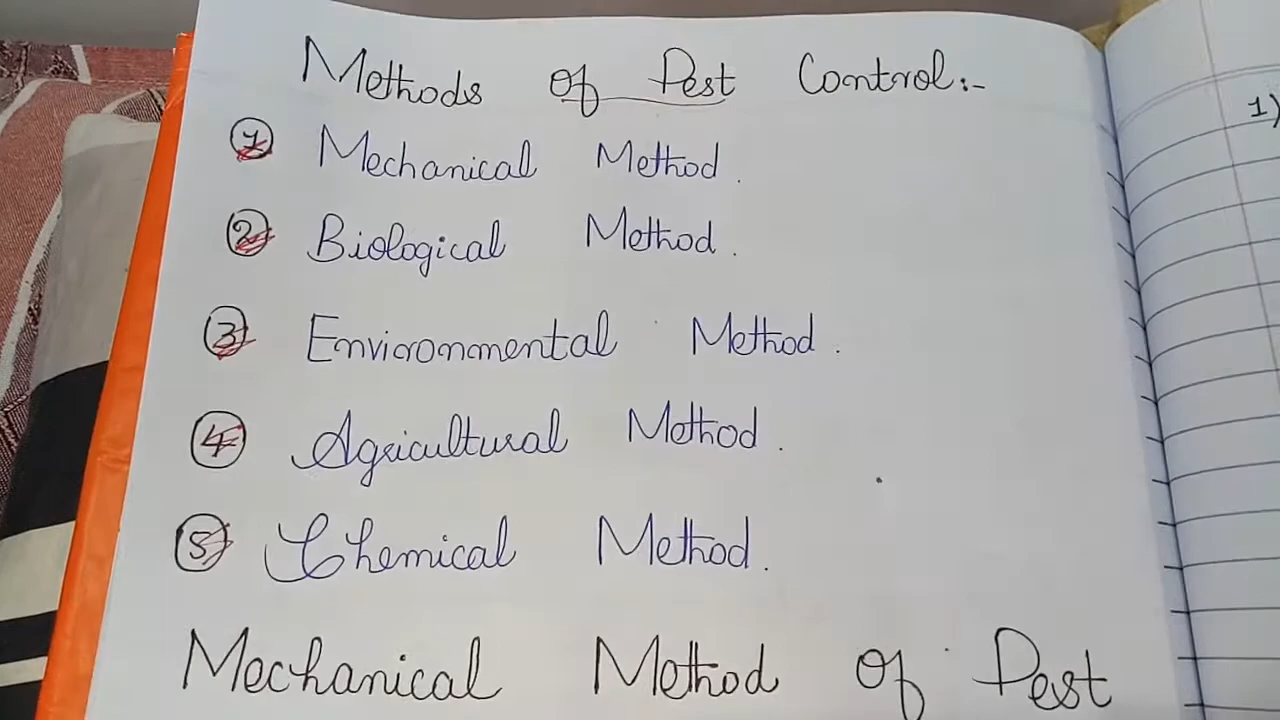 Methods Of Pest Control:-
1 Mechanical Method.
2 Biological Method.
3 Environmental Method.
4 Agricultural Method.
5 Chemical Method.
Mechanical Method Of Pest
1)